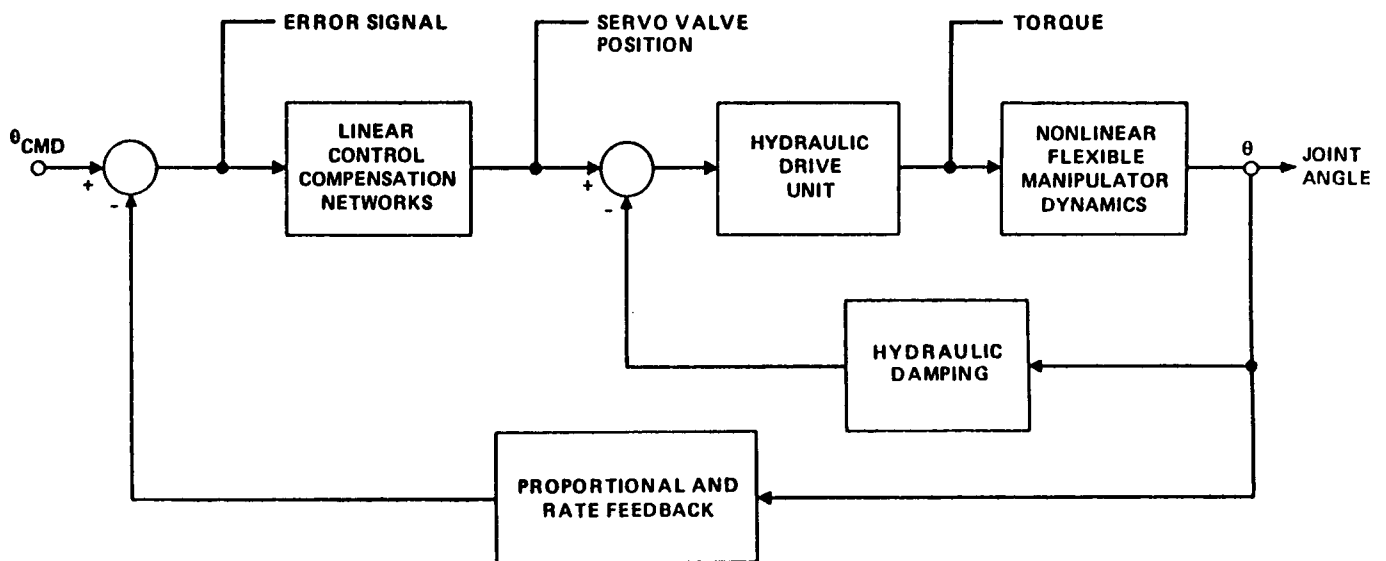 ERROR SIGNAL
SERVO VALVE
POSITION
TORQUE
θCMD
+
-
LINEAR
CONTROL
COMPENSATION
NETWORKS
+
-
HYDRAULIC
DRIVE
UNIT
NONLINEAR
FLEXIBLE
MANIPULATOR
DYNAMICS
θ
JOINT
ANGLE
HYDRAULIC
DAMPING
PROPORTIONAL AND
RATE FEEDBACK